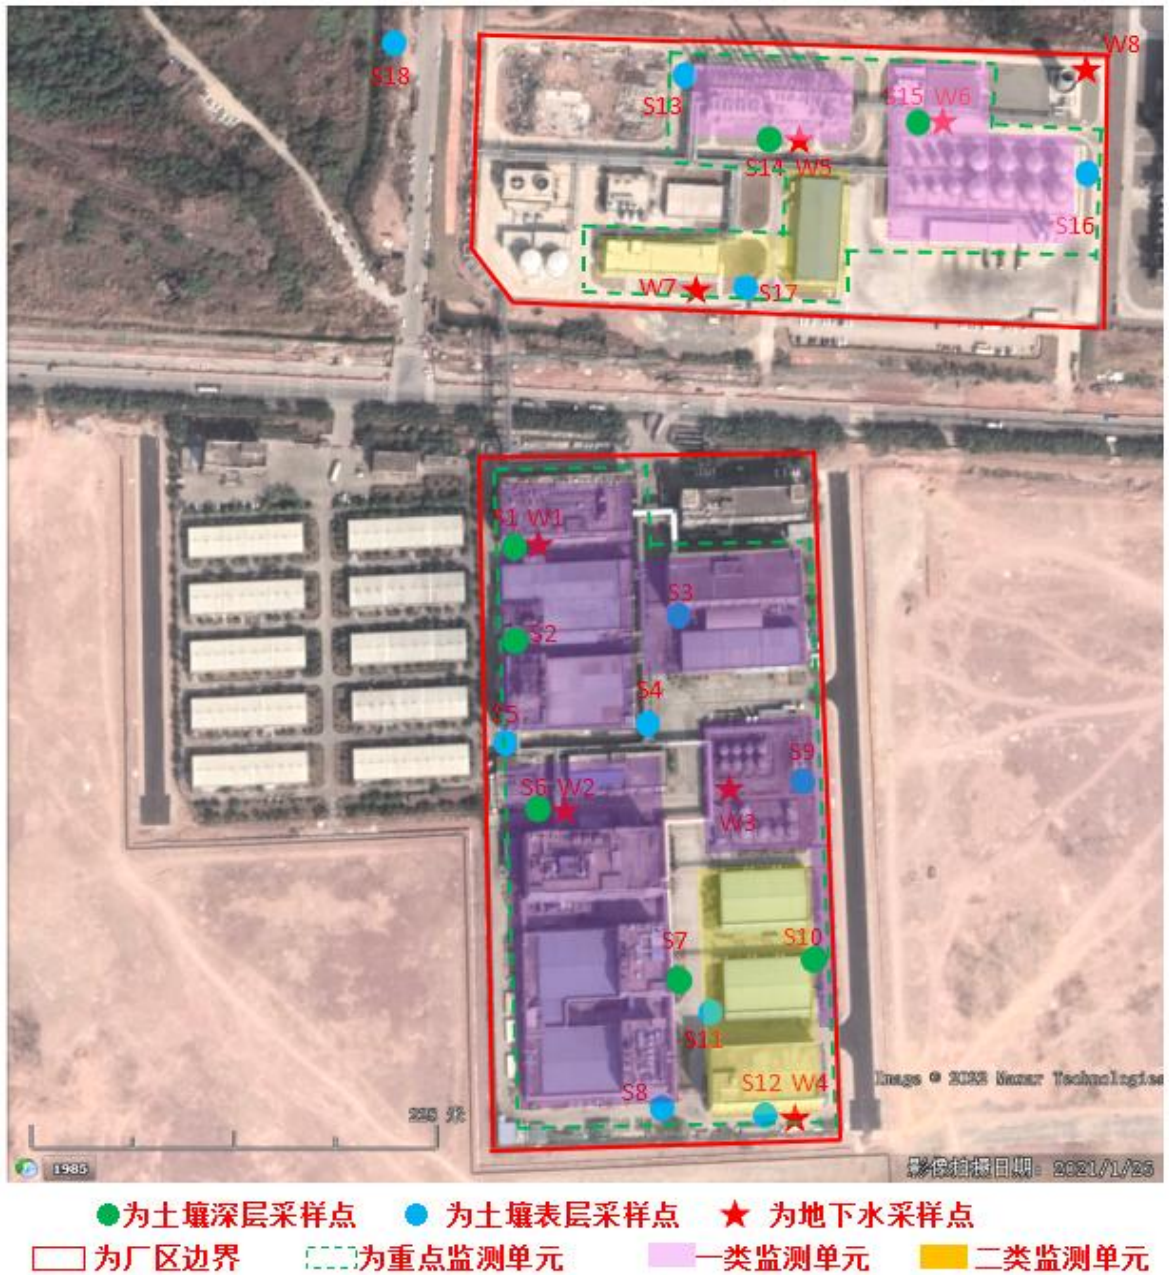 W8
S18
S13
S15 W6
S14 W5
S16
W7
S17
S1 W1
S3
S2
S4
S5
S9
S6 W2
W3
S7
S10
S11
S12 W4
S8
Image © 2022 Maxar Technologies
228 米
1985
影像拍摄日期: 2021/1/26
为土壤深层采样点 为土壤表层采样点 为地下水采样点
为厂区边界 为重点监测单元 一类监测单元 二类监测单元